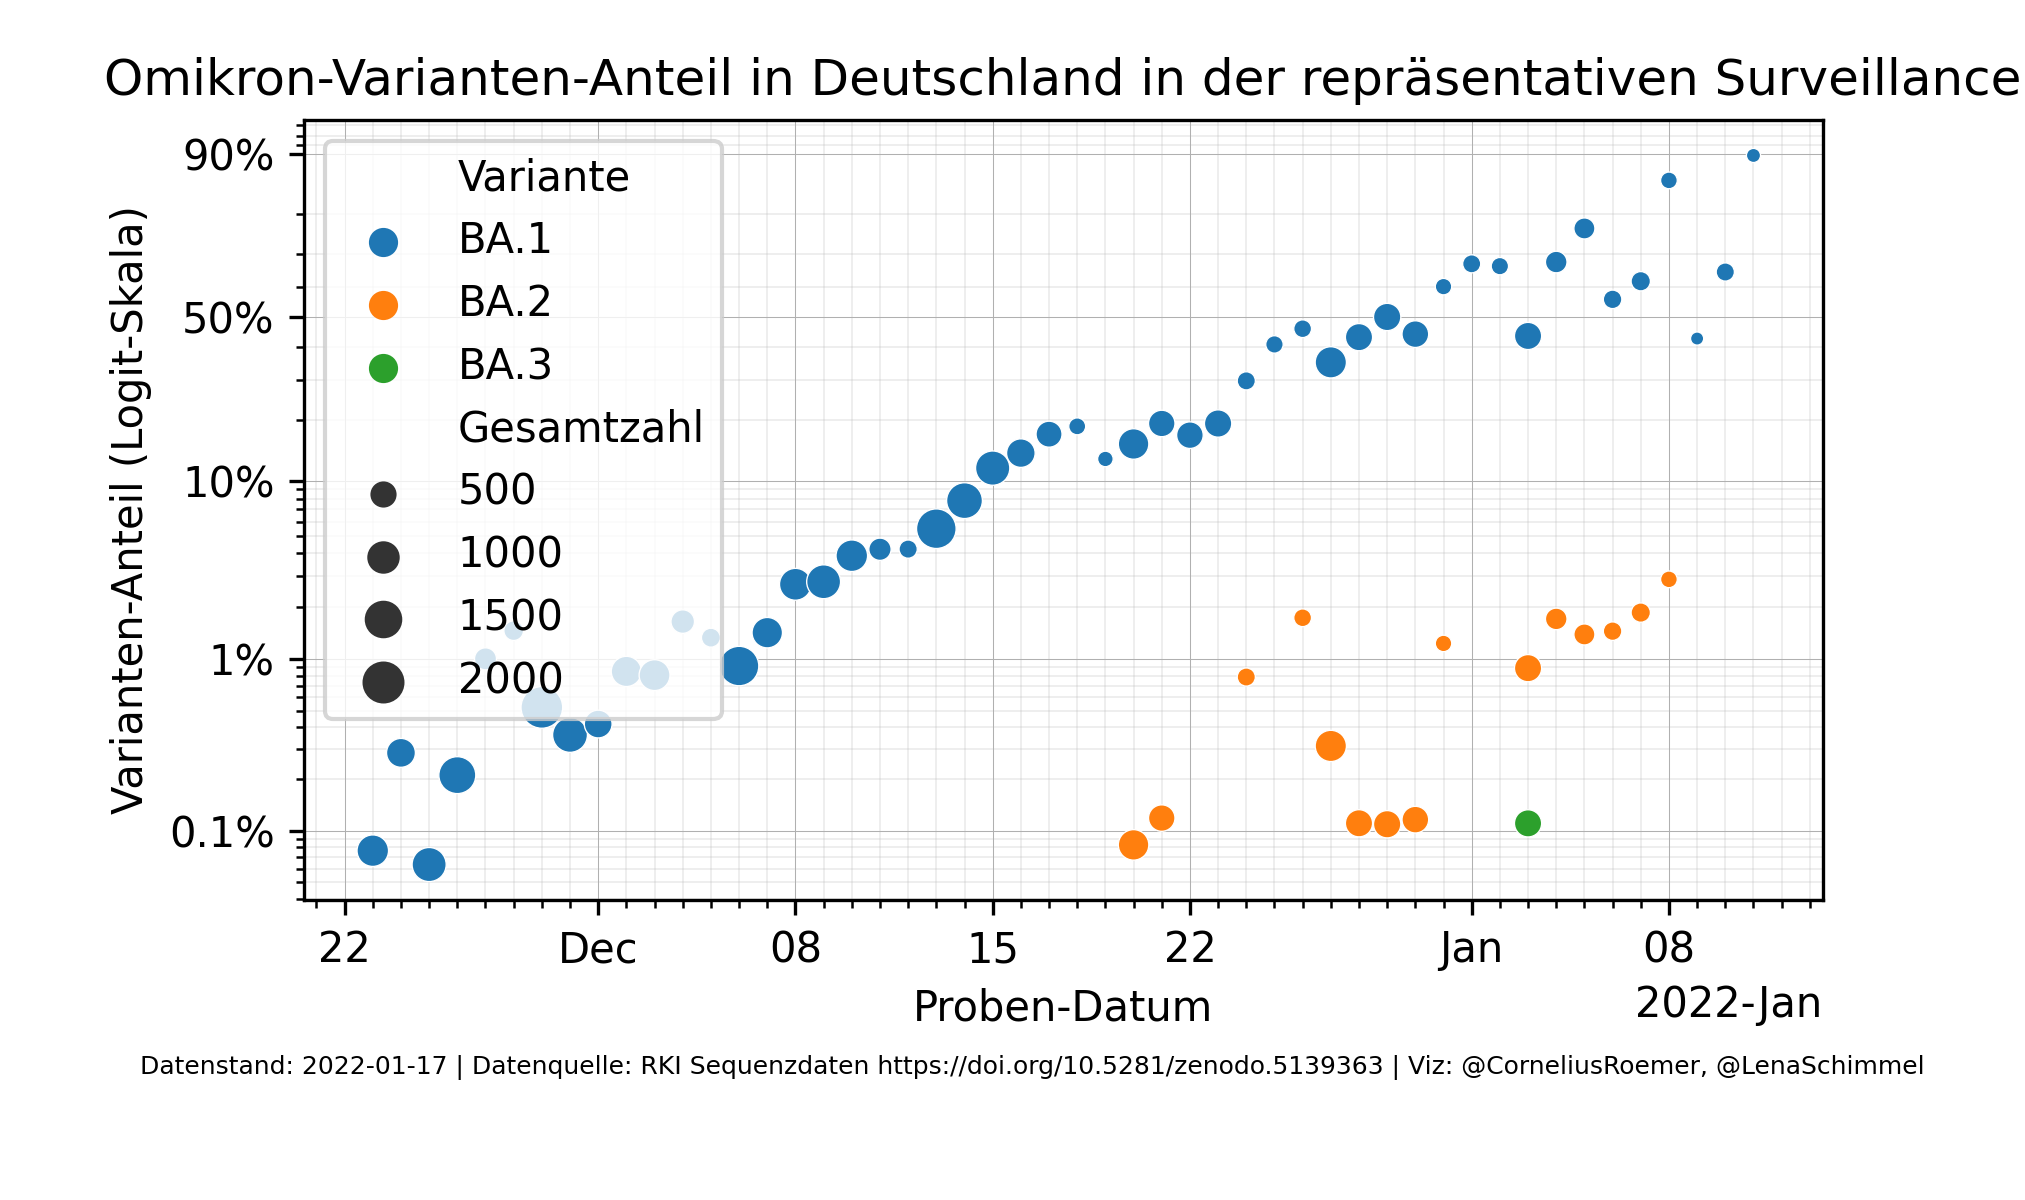 Omikron-Varianten-Anteil in Deutschland in der repräsentativen Surveillance
Varianten-Anteil (Logit-Skala)
90%
50%
10%
1%
0.1%
Variante
BA.1
BA.2
BA.3
Gesamtzahl
500
1000
1500
2000
22 Dec 08 15 22 Jan 08
Proben-Datum
2022-Jan
Datenstand: 2022-01-17 | Datenquelle: RKI Sequenzdaten https://doi.org/10.5281/zenodo.5139363 | Viz: @CorneliusRoemer, @LenaSchimmel